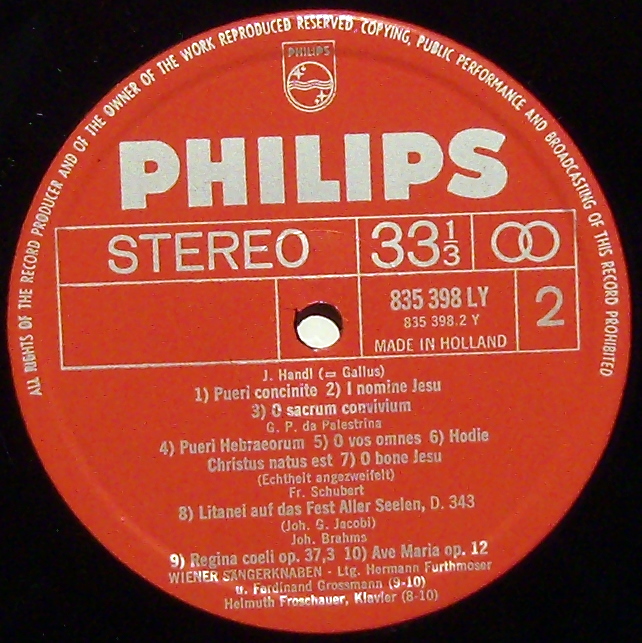 ALL RIGHTS OF THE RECORD PRODUCER AND OF THE OWNER OF THE WORK REPRODUCED RESERVED. COPYING, PUBLIC PERFORMANCE AND BROADCASTING OF THIS RECORD PROHIBITED
PHILIPS
PHILIPS
STEREO 33 1/3
835 398 LY 2
835 398.2 Y
MADE IN HOLLAND
J. Handl (= Gallus)
1) Pueri concinite 2) I nomine Jesu
3) O sacrum convivium
G. P. da Palestrina
4) Pueri Hebraeorum 5) O vos omnes 6) Hodie
Christus natus est 7) O bone Jesu
(Echtheit angezweifelt)
Fr. Schubert
8) Litanei auf das Fest Aller Seelen, D. 343
(Joh. G. Jacobi)
Joh. Brahms
9) Regina coeli op. 37,3 10) Ave Maria op. 12
WIENER SÄNGERKNABEN - Ltg. Hermann Furthmoser
u. Ferdinand Grossmann (9-10)
Helmuth Froschauer, Klavier (8-10)